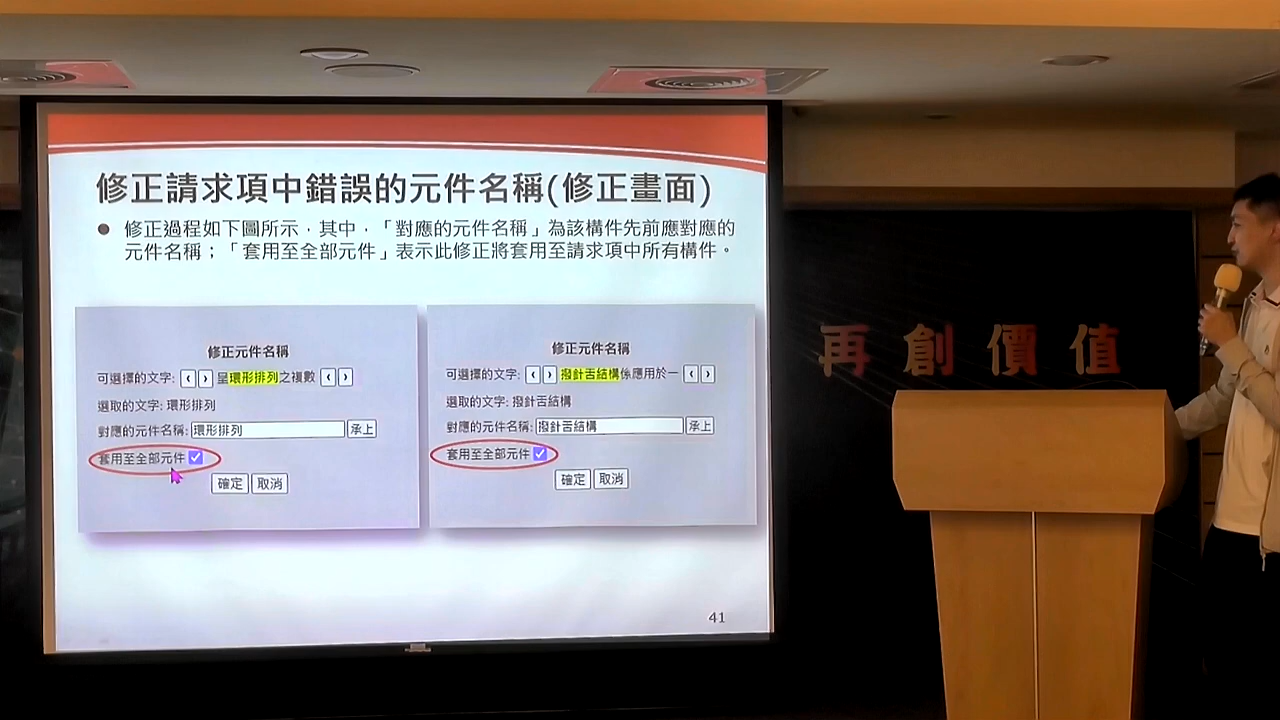 修正請求項中錯誤的元件名稱(修正畫面)
● 修正過程如下圖所示，其中，「對應的元件名稱」為該構件先前應對應的
元件名稱；「套用至全部元件」表示此修正將套用至請求項中所有構件。
修正元件名稱
可選擇的文字: ‹ › 呈環形排列之複數 ‹ ›
選取的文字: 環形排列
對應的元件名稱: 環形排列 承上
套用至全部元件
確定 取消
修正元件名稱
可選擇的文字: ‹ › 撥針舌結構係應用於一 ‹ ›
選取的文字: 撥針舌結構
對應的元件名稱: 撥針舌結構 承上
套用至全部元件
確定 取消
41
再創價值